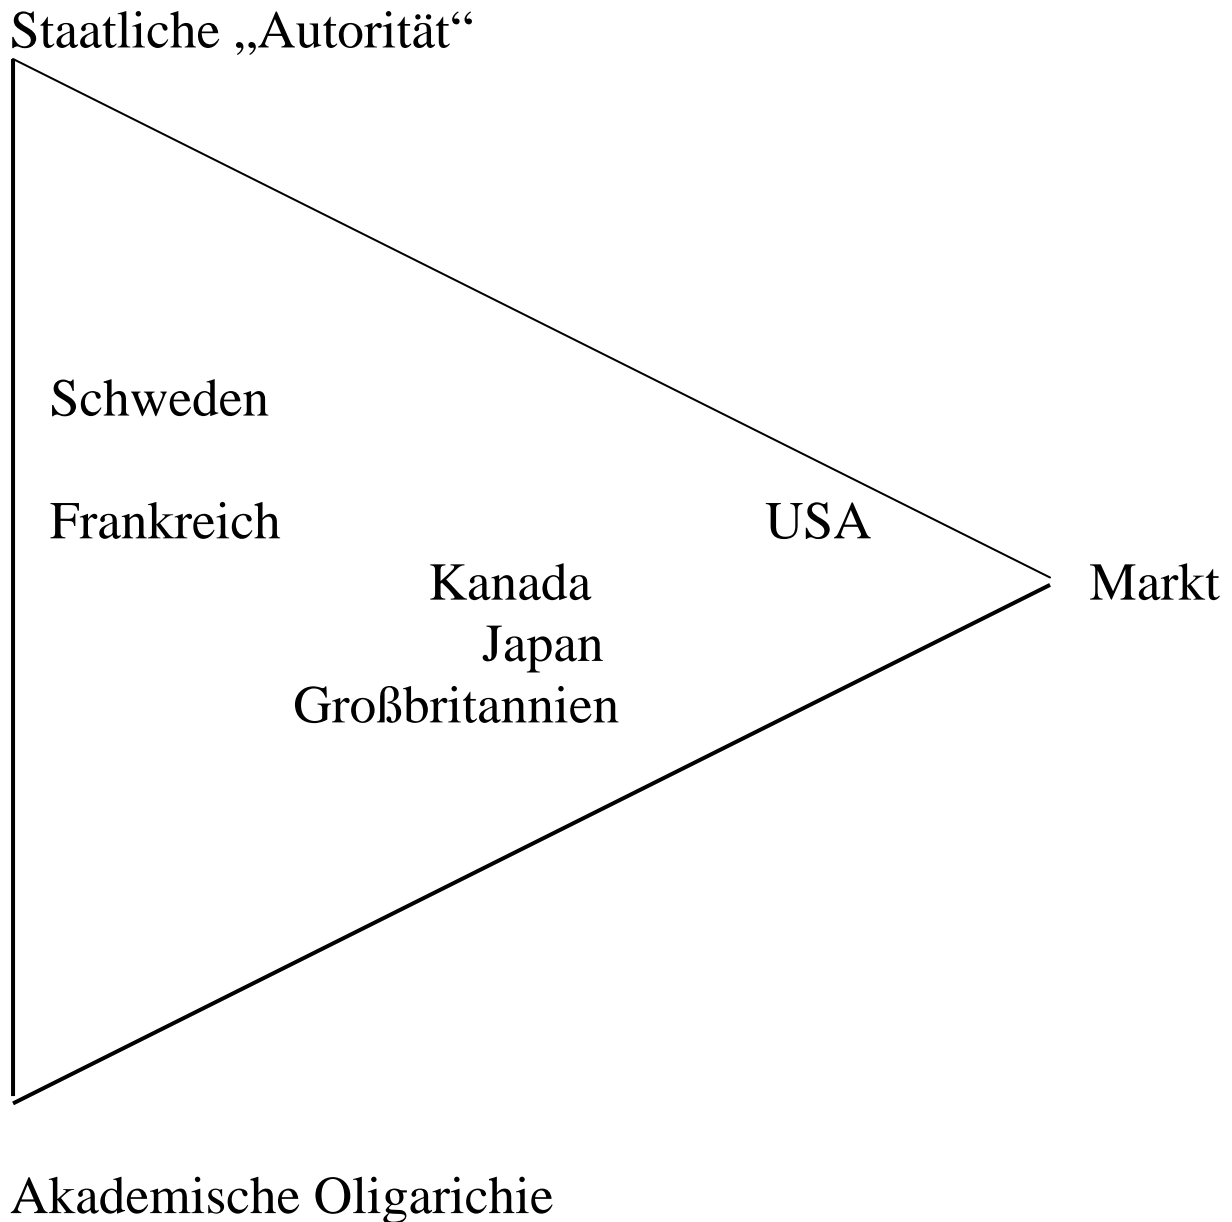 Staatliche „Autorität“
Schweden
Frankreich
USA
Kanada
Markt
Japan
Großbritannien
Akademische Oligarichie